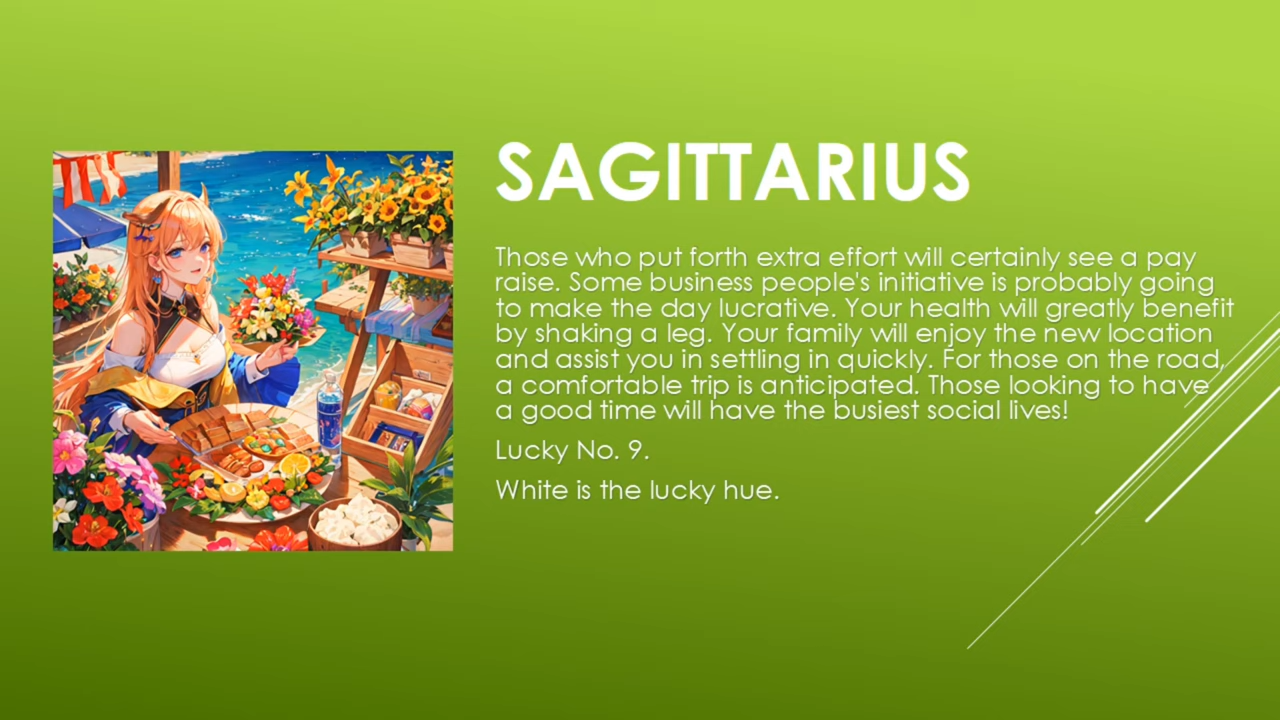 SAGITTARIUS
Those who put forth extra effort will certainly see a pay
raise. Some business people's initiative is probably going
to make the day lucrative. Your health will greatly benefit
by shaking a leg. Your family will enjoy the new location
and assist you in settling in quickly. For those on the road,
a comfortable trip is anticipated. Those looking to have
a good time will have the busiest social lives!
Lucky No. 9.
White is the lucky hue.